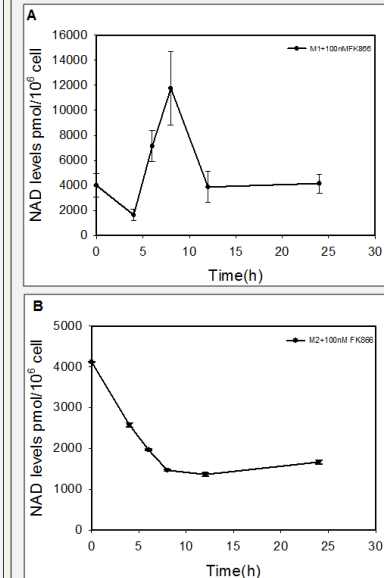 A
M1+100nMFK866
16000
14000
12000
10000
8000
6000
4000
2000
0
NAD levels pmol/10⁶ cell
0 5 10 15 20 25 30
Time(h)
B
M2+100nM FK866
5000
4000
3000
2000
1000
0
NAD levels pmol/10⁶ cell
0 5 10 15 20 25 30
Time(h)